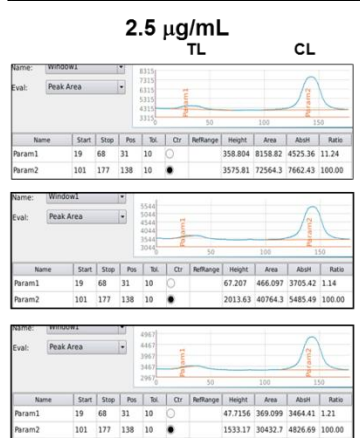 2.5 µg/mL
TL CL
Name: Window1
Eval: Peak Area
8315
7315
6315
5315
4315
3315
Param1
Param2
50 100 150
Name Start Stop Pos Tol. Ctr RefRange Height Area AbsH Ratio
Param1 19 68 31 10 358.804 8158.82 4525.36 11.24
Param2 101 177 138 10 3575.81 72564.3 7662.43 100.00
Name: Window1
Eval: Peak Area
5544
5044
4544
4044
3544
3044
Param1
Param2
50 100 150
Name Start Stop Pos Tol. Ctr RefRange Height Area AbsH Ratio
Param1 19 68 31 10 67.207 466.097 3705.42 1.14
Param2 101 177 138 10 2013.63 40764.3 5485.49 100.00
Name: Window1
Eval: Peak Area
4967
4467
3967
3467
2967
Param1
Param2
50 100 150
Name Start Stop Pos Tol. Ctr RefRange Height Area AbsH Ratio
Param1 19 68 31 10 47.7156 369.099 3464.41 1.21
Param2 101 177 138 10 1533.17 30432.7 4826.69 100.00